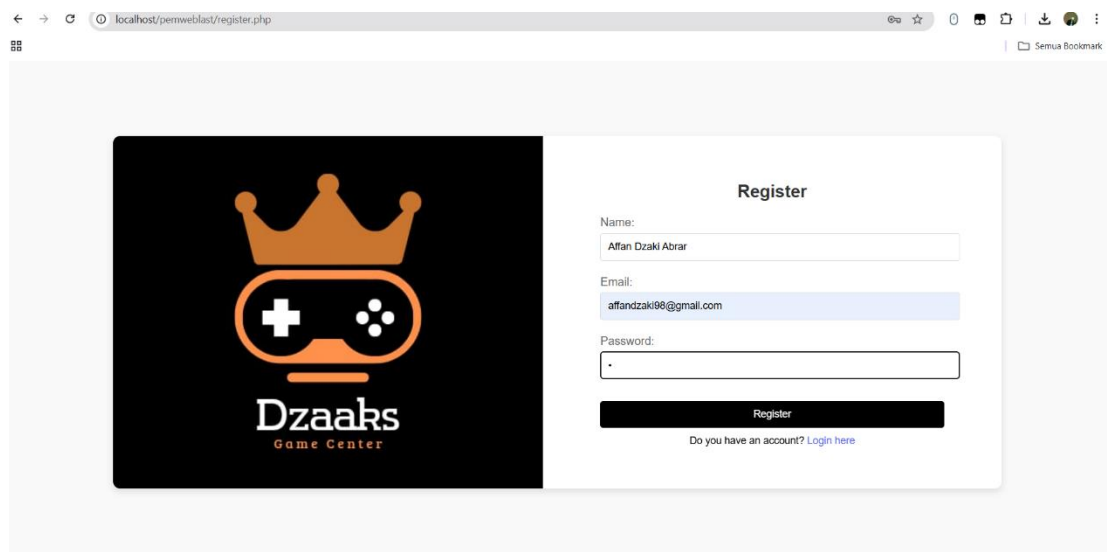 localhost/pemweblast/register.php
Semua Bookmark
Register
Name:
Affan Dzaki Abrar
Email:
affandzaki98@gmail.com
Password:
Register
Do you have an account? Login here
Dzaaks
Game Center